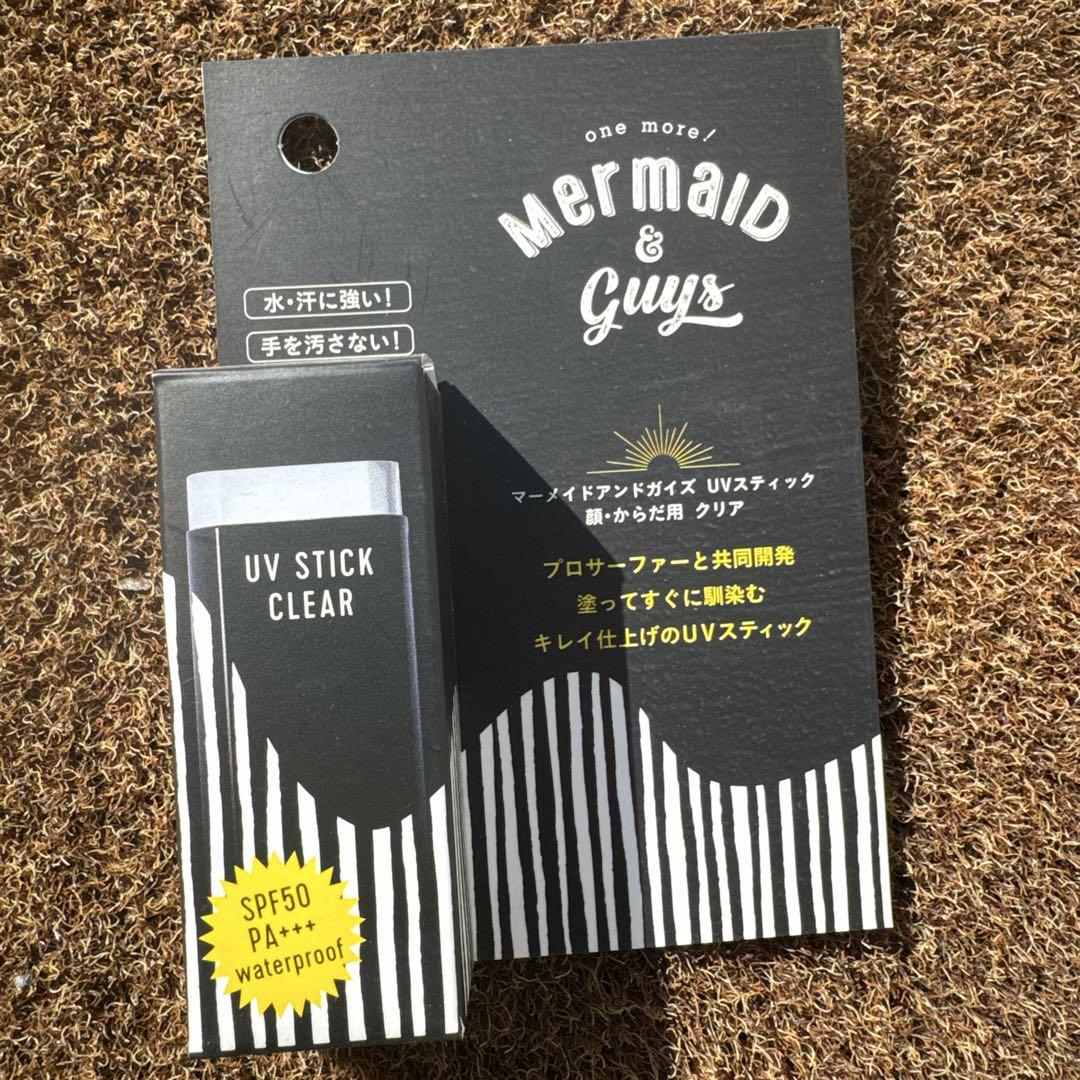 one more!
Mermaid
&
Guys
水・汗に強い!
手を汚さない!
マーメイドアンドガイズ UVスティック
顔・からだ用 クリア
プロサーファーと共同開発
塗ってすぐに馴染む
キレイ仕上げのUVスティック
UV STICK
CLEAR
SPF50
PA+++
waterproof